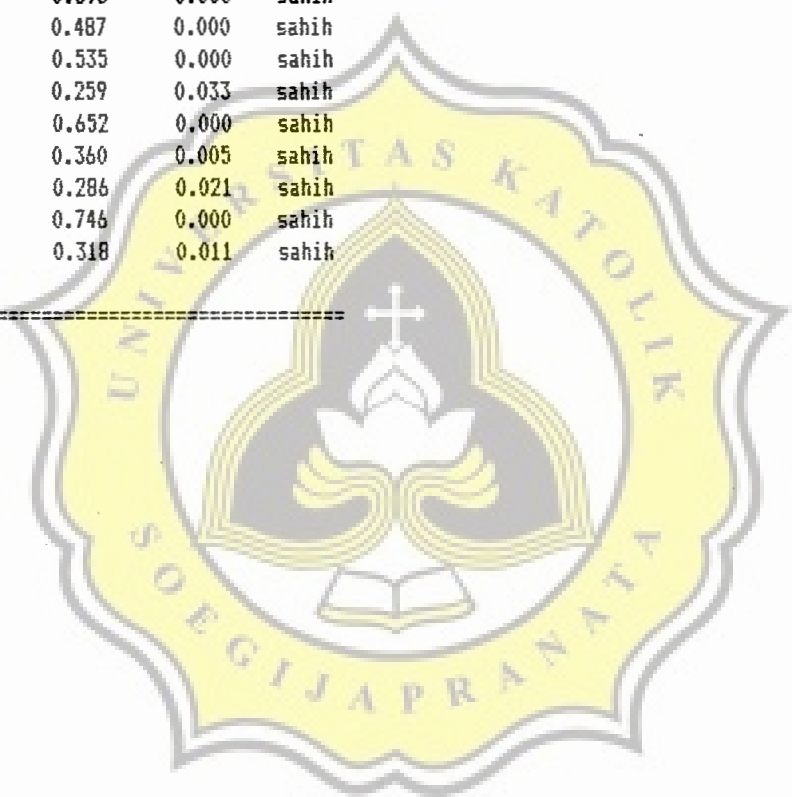 0.487 0.000 sahih
0.535 0.000 sahih
0.259 0.033 sahih
0.652 0.000 sahih
0.360 0.005 sahih
0.286 0.021 sahih
0.746 0.000 sahih
0.318 0.011 sahih
UNIVERSITAS KATOLIK
SOEGIJAPRANATA